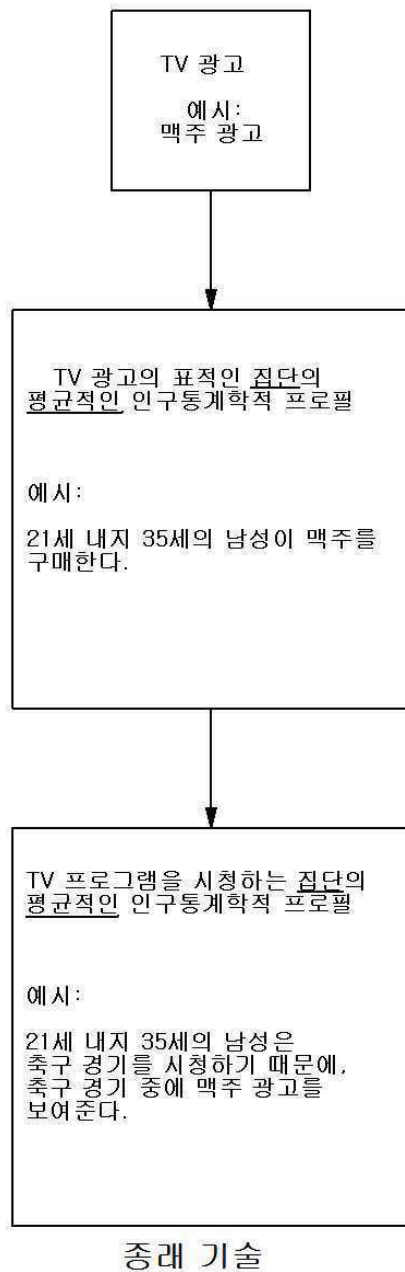 TV 광고
예시:
맥주 광고
TV 광고의 표적인 집단의
평균적인 인구통계학적 프로필
예시:
21세 내지 35세의 남성이 맥주를
구매한다.
TV 프로그램을 시청하는 집단의
평균적인 인구통계학적 프로필
예시:
21세 내지 35세의 남성은
축구 경기를 시청하기 때문에,
축구 경기 중에 맥주 광고를
보여준다.
종래 기술